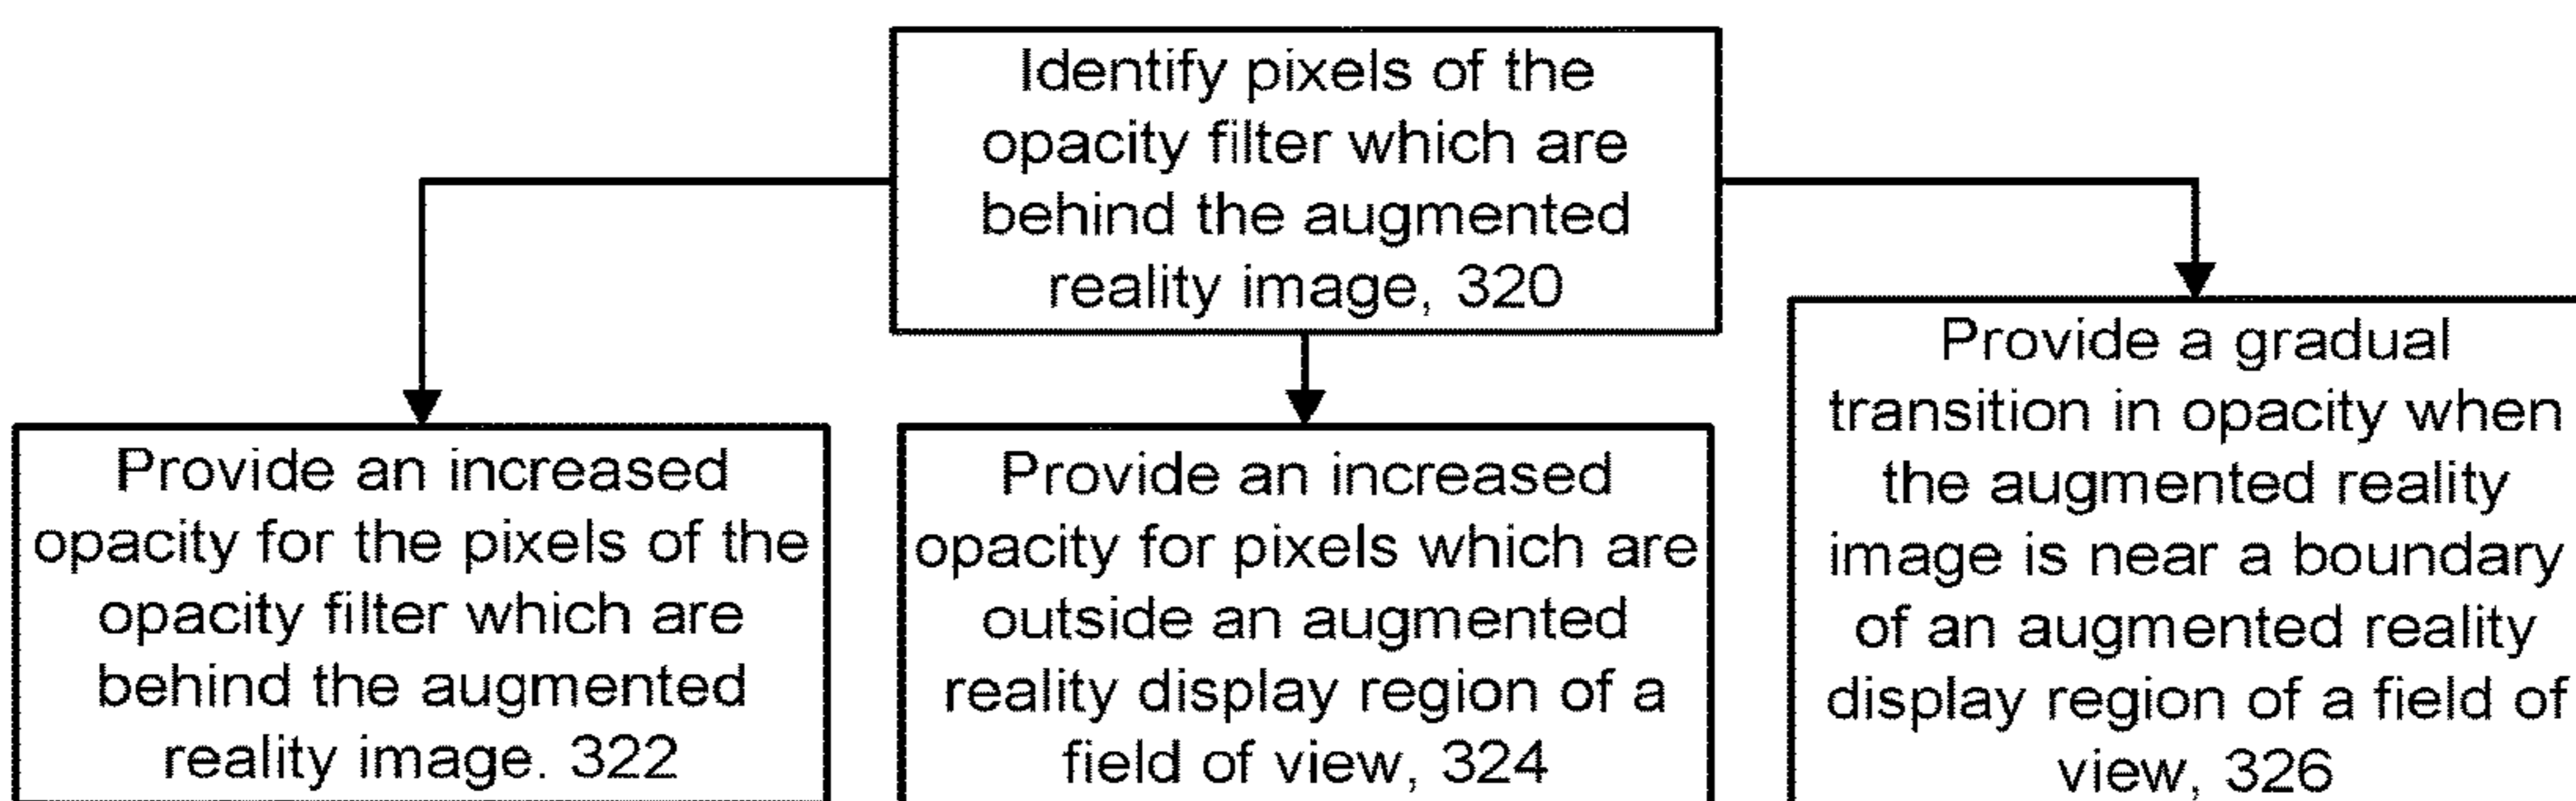 Identify pixels of the
opacity filter which are
behind the augmented
reality image, 320
Provide an increased
opacity for the pixels of the
opacity filter which are
behind the augmented
reality image. 322
Provide an increased
opacity for pixels which are
outside an augmented
reality display region of a
field of view, 324
Provide a gradual
transition in opacity when
the augmented reality
image is near a boundary
of an augmented reality
display region of a field of
view, 326